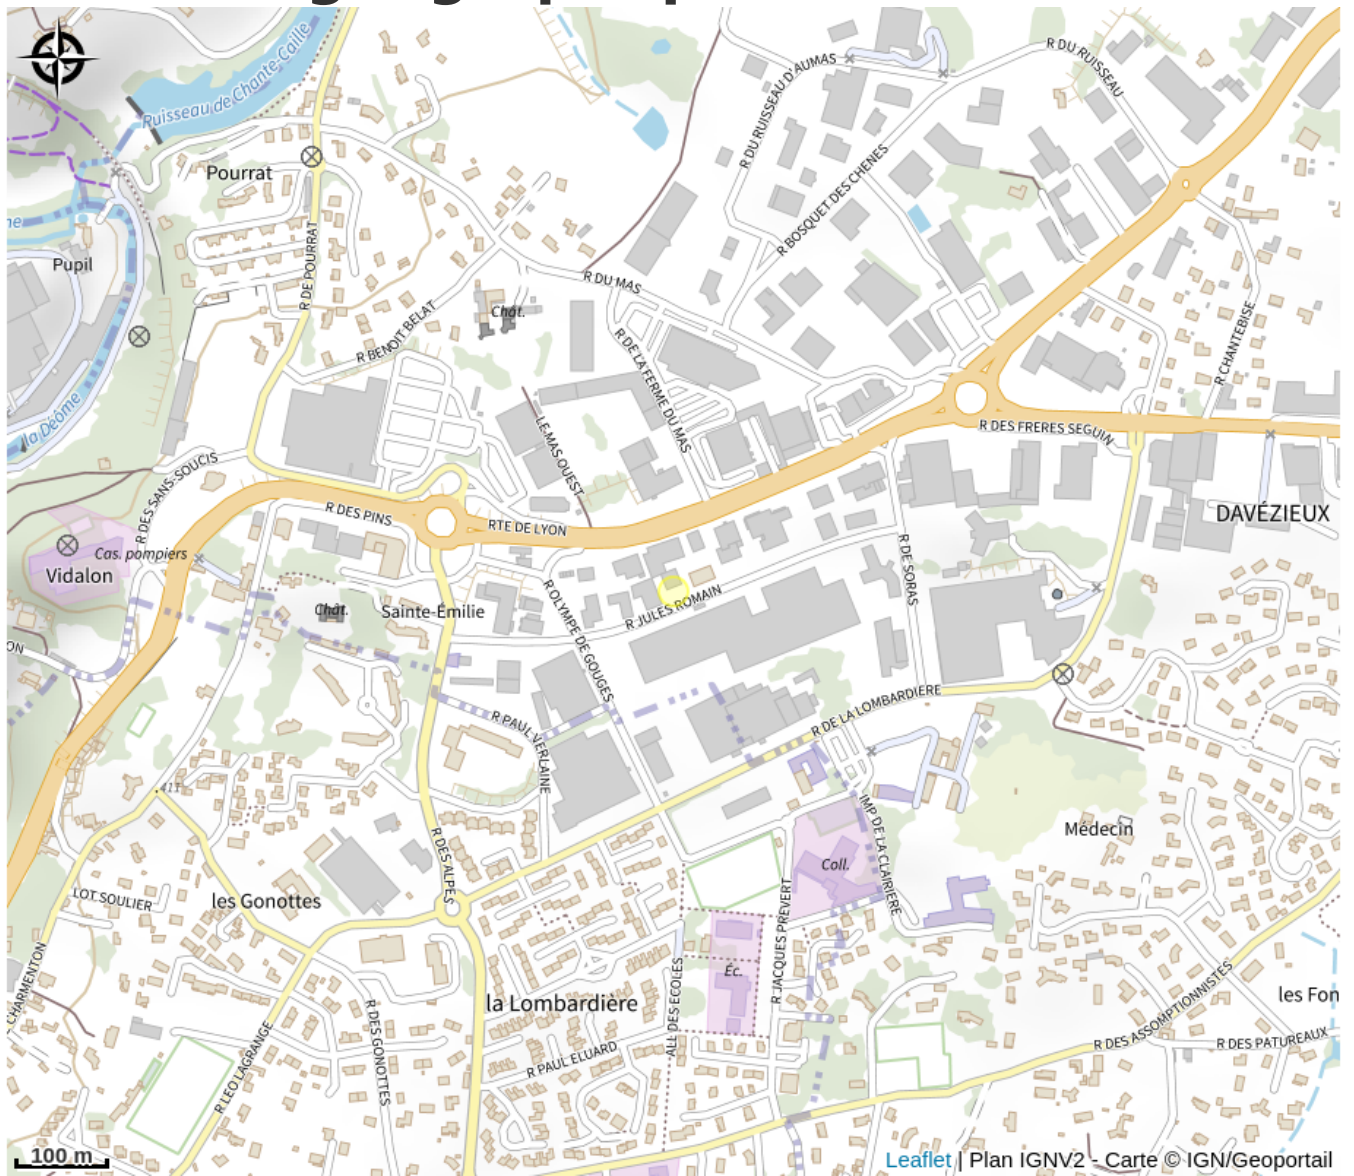 Ruisseau de Chante-Caille
R DU RUISSEAU D'AUMAS
R DU RUISSEAU
Pourrat
R BOSQUET DES CHENES
Pupil
R DE POURRAT
R DU MAS
Chât.
R BENOIT BELAT
R DE LA FERME DU MAS
R CHANTEBISE
la Déôme
LE MAS OUEST
R DES FRERES SEGUIN
R DES SANS-SOUCIS
R DES PINS
RTE DE LYON
DAVÉZIEUX
Cas. pompiers
Vidalon
R DE SORAS
Chât.
Sainte-Émilie
R JULES ROMAIN
R OLYMPE DE GOUGES
ON
R DE LA LOMBARDIERE
R PAUL VERLAINE
411
IMP DE LA CLAIRIERE
Médecin
R DES ALPES
Coll.
LOT SOULIER
les Gonottes
R JACQUES PREVERT
CHARMENTON
Éc.
ALL DES ECOLES
R DES ASSOMPTIONNISTES
les Fon
la Lombardière
R DES GONOTTES
R LEO LAGRANGE
R PAUL ELUARD
R DES PATUREAUX
100 m
Leaflet | Plan IGNV2 - Carte © IGN/Geoportail